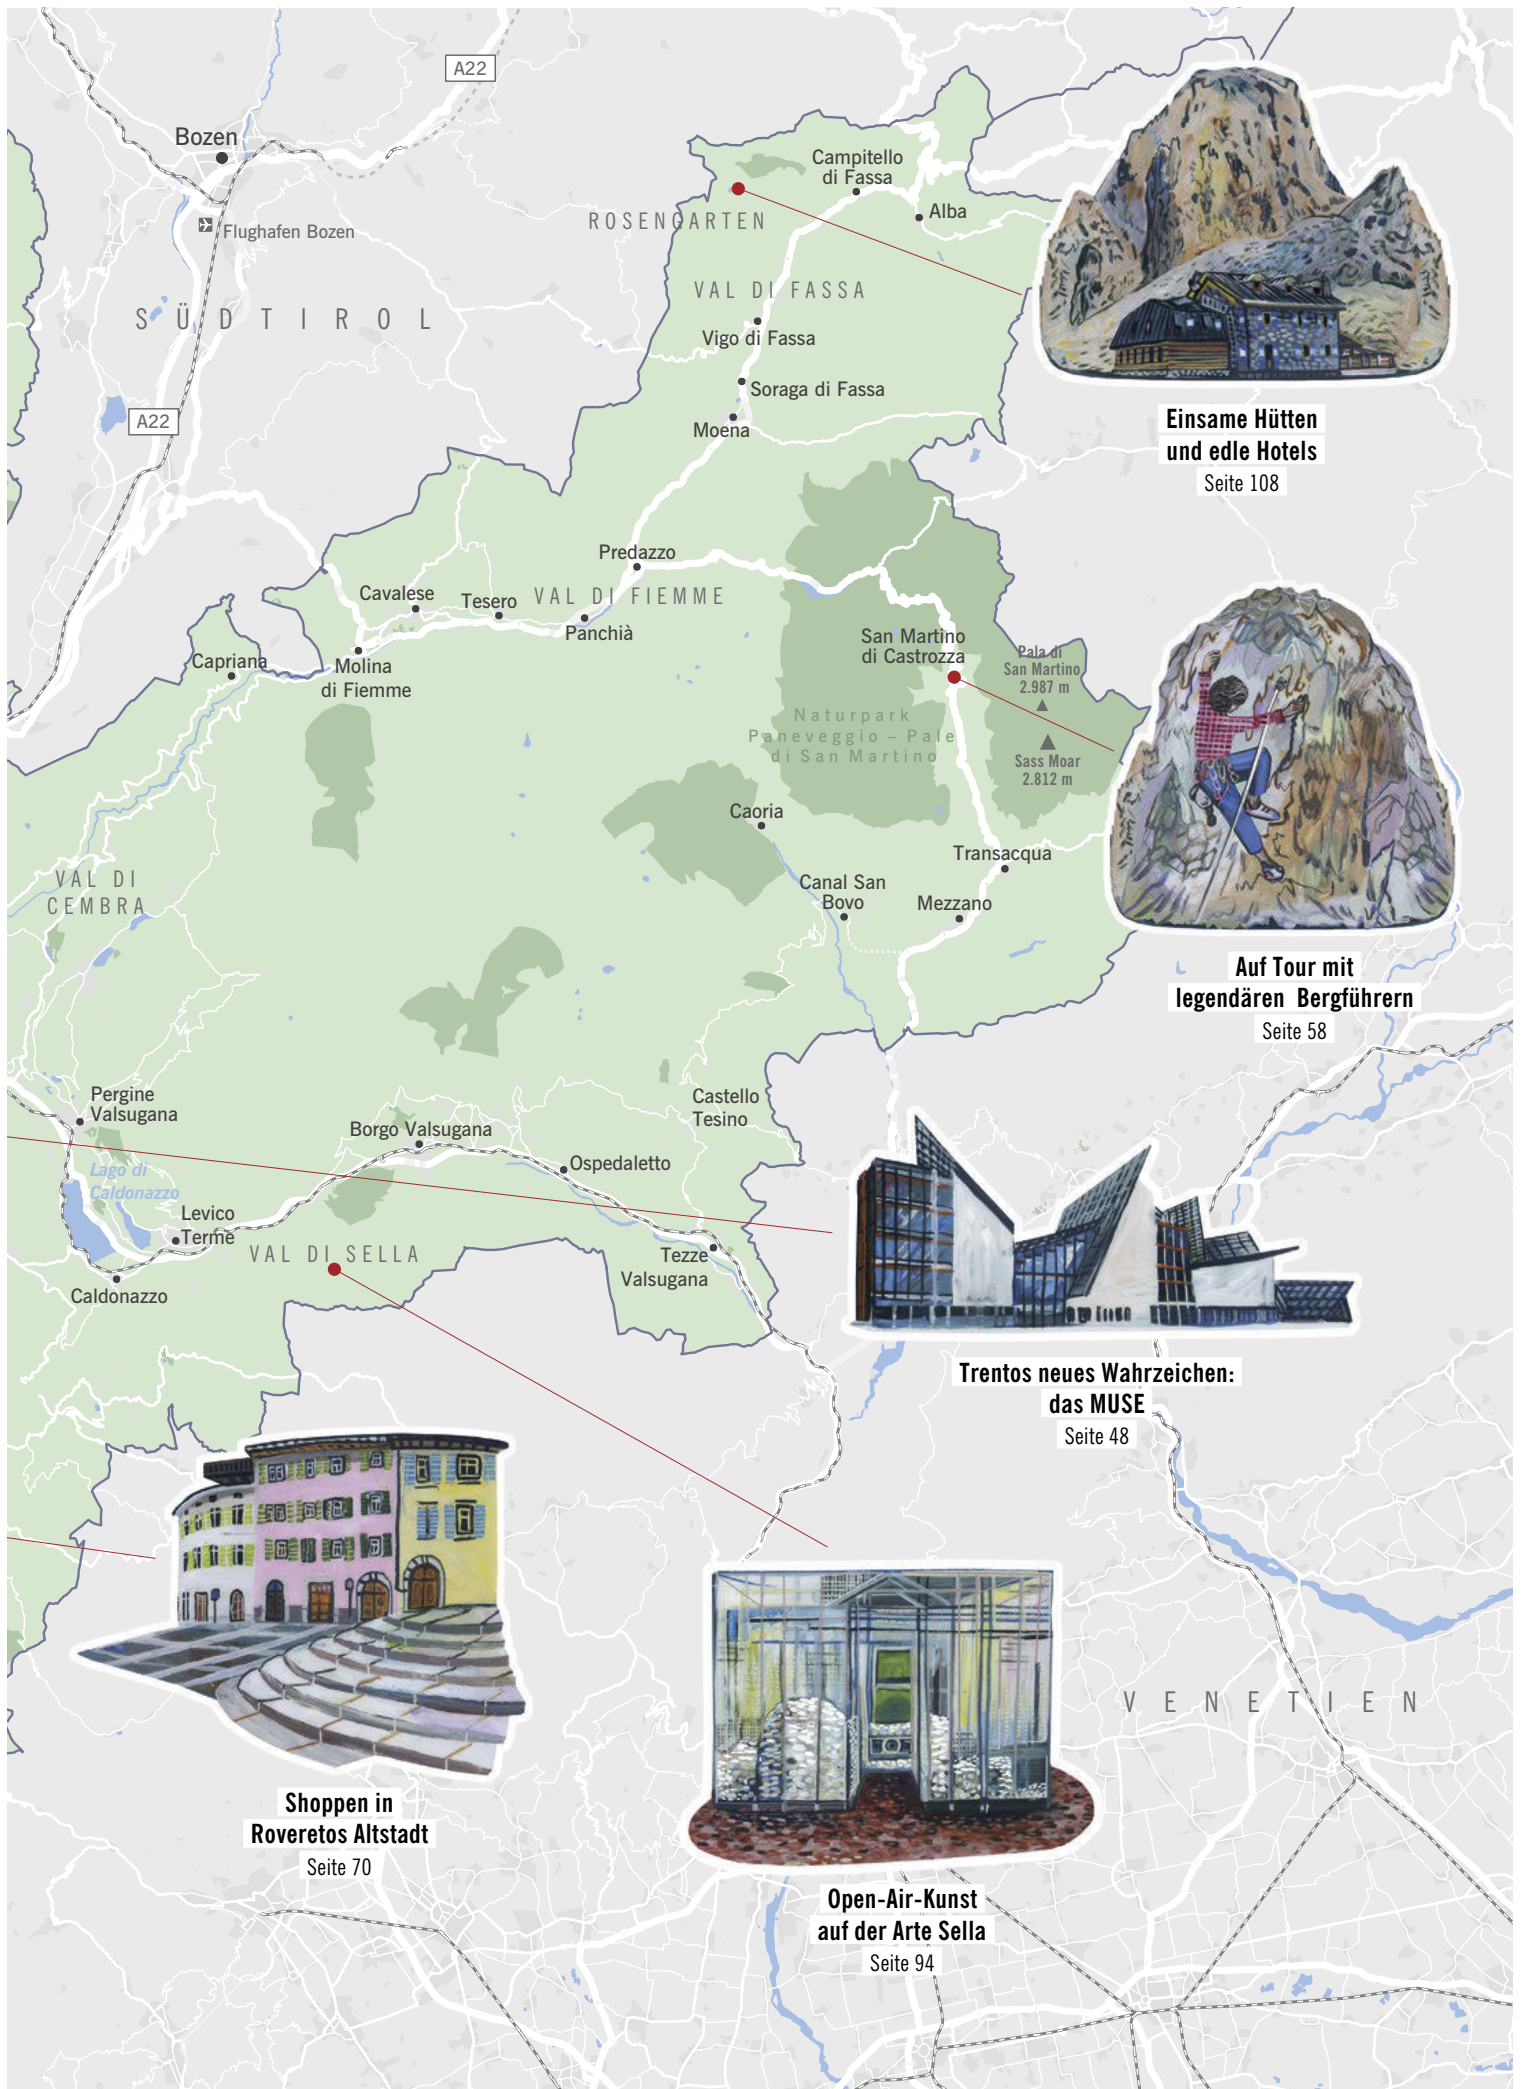 A22
Bozen
Flughafen Bozen
SÜDTIROL
A22
Campitello
di Fassa
Alba
ROSENGARTEN
VAL DI FASSA
Vigo di Fassa
Soraga di Fassa
Moena
Einsame Hütten
und edle Hotels
Seite 108
Predazzo
Cavalese
Tesero
VAL DI FIEMME
Panchià
Capriana
Molina
di Fiemme
San Martino
di Castrozza
Pala di
San Martino
2.987 m
Naturpark
Paneveggio – Pale
di San Martino
Sass Moar
2.812 m
Caoria
VAL DI
CEMBRA
Transacqua
Canal San
Bovo
Mezzano
Auf Tour mit
legendären Bergführern
Seite 58
Pergine
Valsugana
Castello
Tesino
Borgo Valsugana
Ospedaletto
Lago di
Caldonazzo
Levico
Terme
VAL DI SELLA
Tezze
Valsugana
Caldonazzo
Trentos neues Wahrzeichen:
das MUSE
Seite 48
VENETIEN
Shoppen in
Roveretos Altstadt
Seite 70
Open-Air-Kunst
auf der Arte Sella
Seite 94